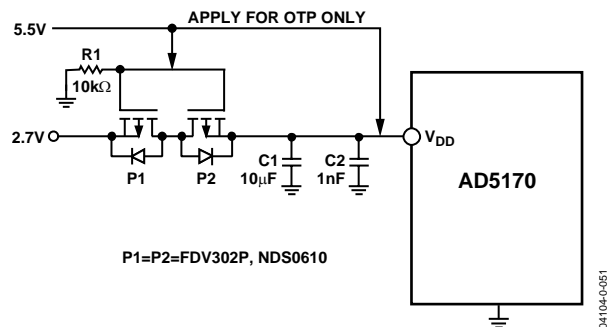 APPLY FOR OTP ONLY
5.5V
R1
10kΩ
2.7V
P1
P2
C1
10μF
C2
1nF
VDD
AD5170
P1=P2=FDV302P, NDS0610
04104-0-051